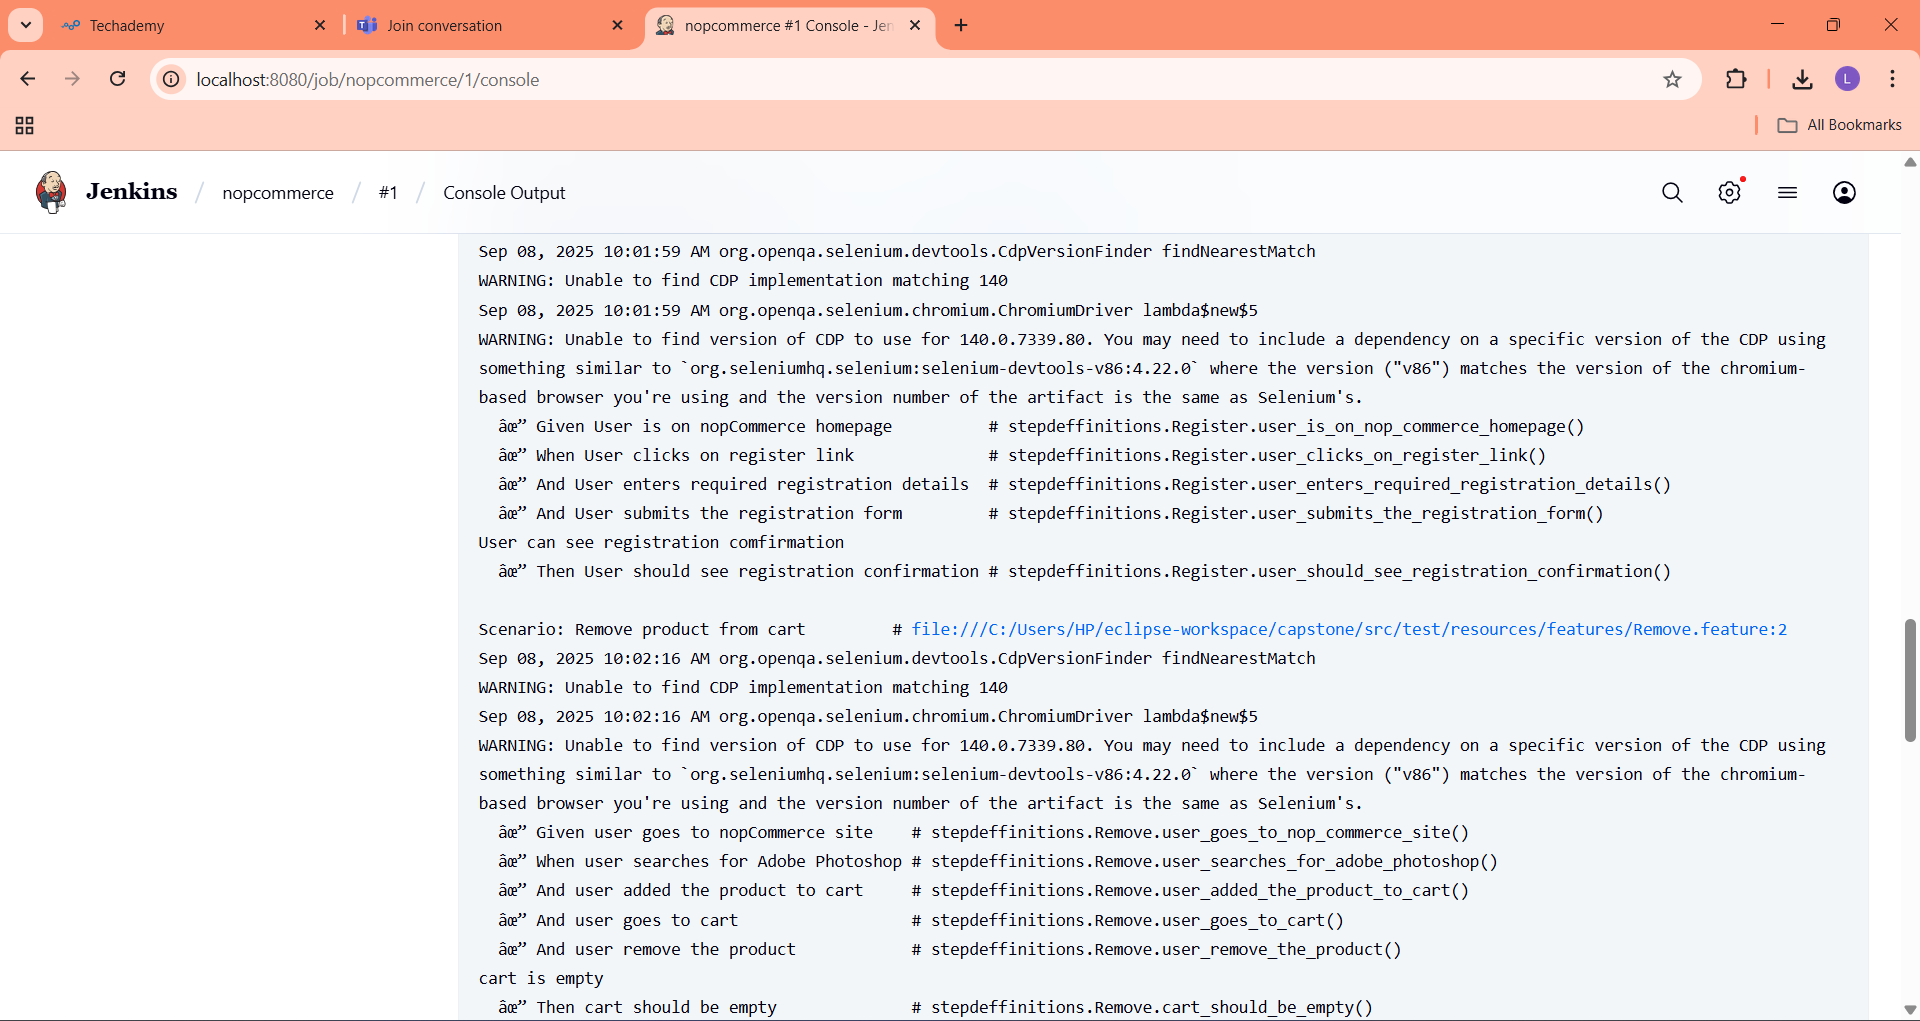 Techademy
Join conversation
nopcommerce #1 Console - Jen
localhost:8080/job/nopcommerce/1/console
L
All Bookmarks
Jenkins / nopcommerce / #1 / Console Output
Sep 08, 2025 10:01:59 AM org.openqa.selenium.devtools.CdpVersionFinder findNearestMatch
WARNING: Unable to find CDP implementation matching 140
Sep 08, 2025 10:01:59 AM org.openqa.selenium.chromium.ChromiumDriver lambda$new$5
WARNING: Unable to find version of CDP to use for 140.0.7339.80. You may need to include a dependency on a specific version of the CDP using
something similar to `org.seleniumhq.selenium:selenium-devtools-v86:4.22.0` where the version ("v86") matches the version of the chromium-
based browser you're using and the version number of the artifact is the same as Selenium's.
âœ” Given User is on nopCommerce homepage # stepdeffinitions.Register.user_is_on_nop_commerce_homepage()
âœ” When User clicks on register link # stepdeffinitions.Register.user_clicks_on_register_link()
âœ” And User enters required registration details # stepdeffinitions.Register.user_enters_required_registration_details()
âœ” And User submits the registration form # stepdeffinitions.Register.user_submits_the_registration_form()
User can see registration comfirmation
âœ” Then User should see registration confirmation # stepdeffinitions.Register.user_should_see_registration_confirmation()
Scenario: Remove product from cart # file:///C:/Users/HP/eclipse-workspace/capstone/src/test/resources/features/Remove.feature:2
Sep 08, 2025 10:02:16 AM org.openqa.selenium.devtools.CdpVersionFinder findNearestMatch
WARNING: Unable to find CDP implementation matching 140
Sep 08, 2025 10:02:16 AM org.openqa.selenium.chromium.ChromiumDriver lambda$new$5
WARNING: Unable to find version of CDP to use for 140.0.7339.80. You may need to include a dependency on a specific version of the CDP using
something similar to `org.seleniumhq.selenium:selenium-devtools-v86:4.22.0` where the version ("v86") matches the version of the chromium-
based browser you're using and the version number of the artifact is the same as Selenium's.
âœ” Given user goes to nopCommerce site # stepdeffinitions.Remove.user_goes_to_nop_commerce_site()
âœ” When user searches for Adobe Photoshop # stepdeffinitions.Remove.user_searches_for_adobe_photoshop()
âœ” And user added the product to cart # stepdeffinitions.Remove.user_added_the_product_to_cart()
âœ” And user goes to cart # stepdeffinitions.Remove.user_goes_to_cart()
âœ” And user remove the product # stepdeffinitions.Remove.user_remove_the_product()
cart is empty
âœ” Then cart should be empty # stepdeffinitions.Remove.cart_should_be_empty()